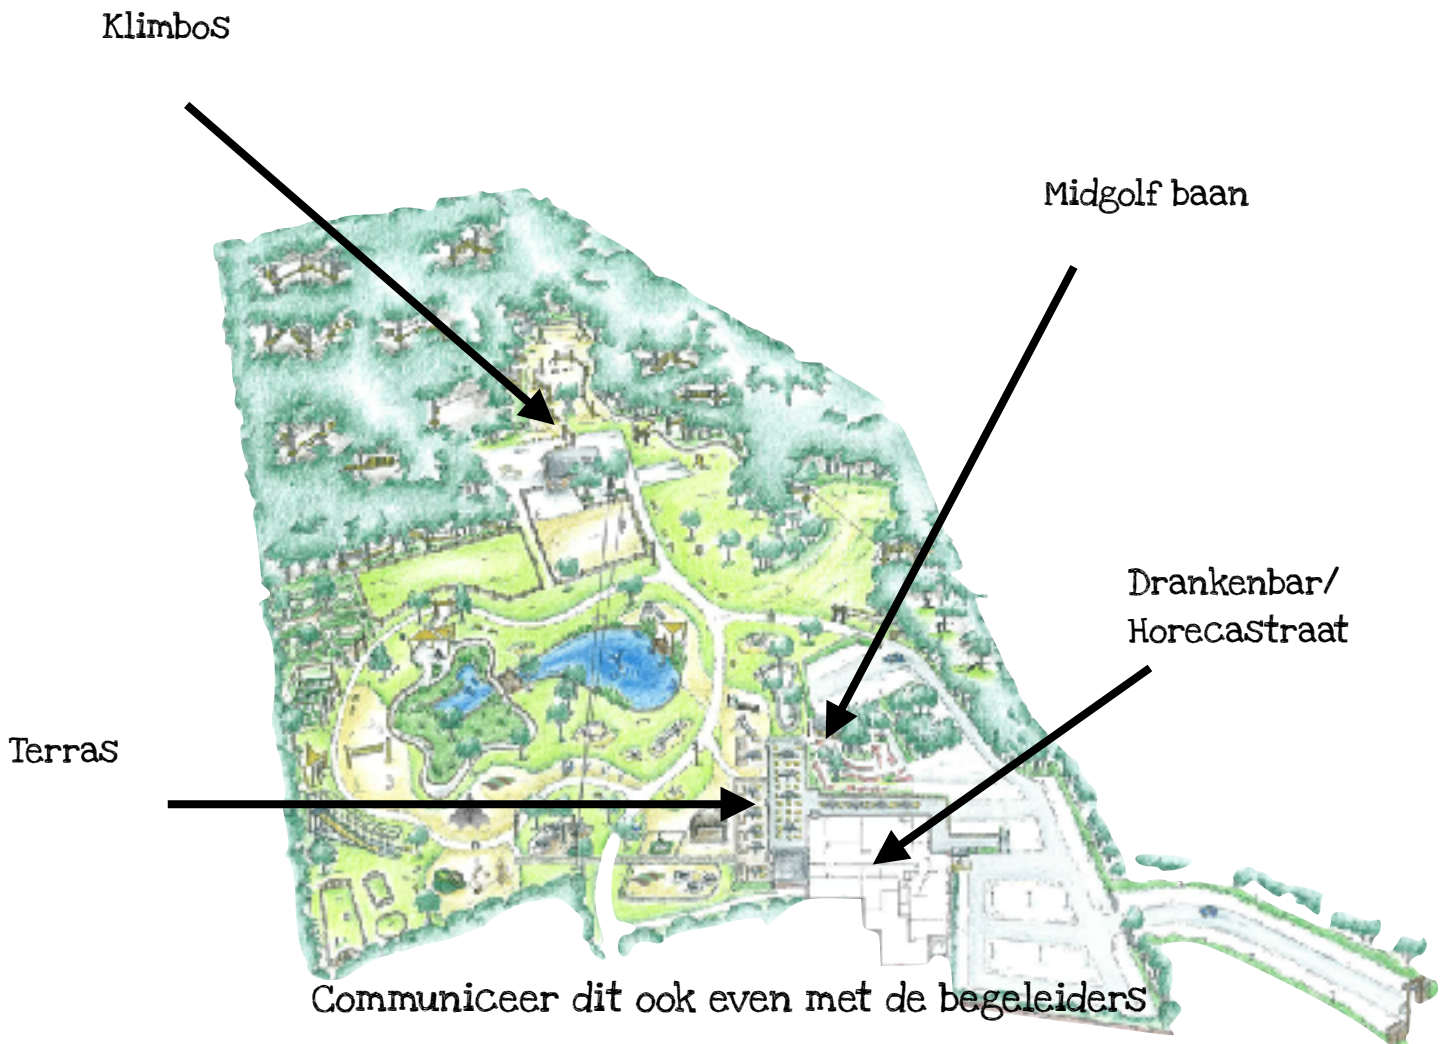 Klimbos
Midgolf baan
Drankenbar/
Horecastraat
Terras
Communiceer dit ook even met de begeleiders